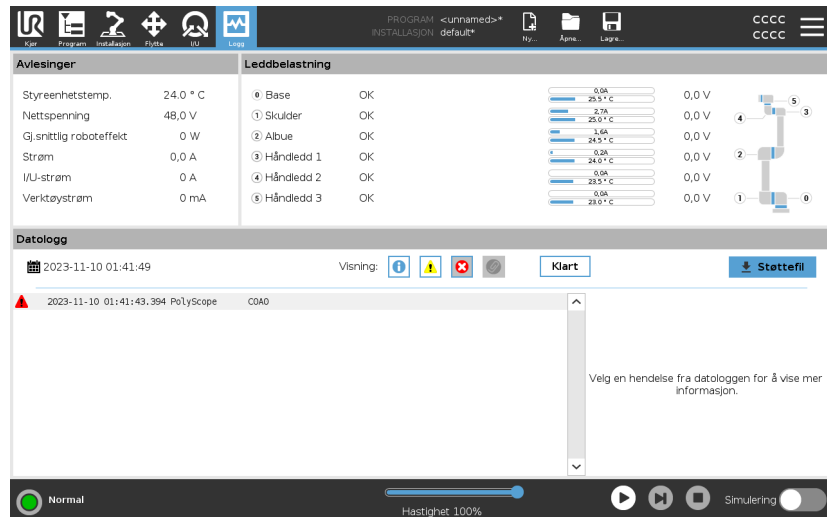 PROGRAM <unnamed>*
INSTALLASJON default*
CCCC
CCCC
Kjør Program Installasjon Flytte I/U Logg Ny... Åpne... Lagre...
Avlesinger
Styreenhetstemp. 24.0 ° C
Nettspenning 48,0 V
Gj.snittlig roboteffekt 0 W
Strøm 0,0 A
I/U-strøm 0 A
Verktøystrøm 0 mA
Leddbelastning
0 Base OK 0,0A 25.5 ° C 0,0 V
1 Skulder OK 2,7A 25.0 ° C 0,0 V
2 Albue OK 1,6A 24.5 ° C 0,0 V
3 Håndledd 1 OK 0,2A 24.0 ° C 0,0 V
4 Håndledd 2 OK 0,0A 23.5 ° C 0,0 V
5 Håndledd 3 OK 0,0A 23.0 ° C 0,0 V
5
4 3
2
1 0
Datologg
2023-11-10 01:41:49 Visning: Klart Støttefil
2023-11-10 01:41:43.394 PolyScope C0A0
Velg en hendelse fra datologgen for å vise mer
informasjon.
Normal
Hastighet 100%
Simulering